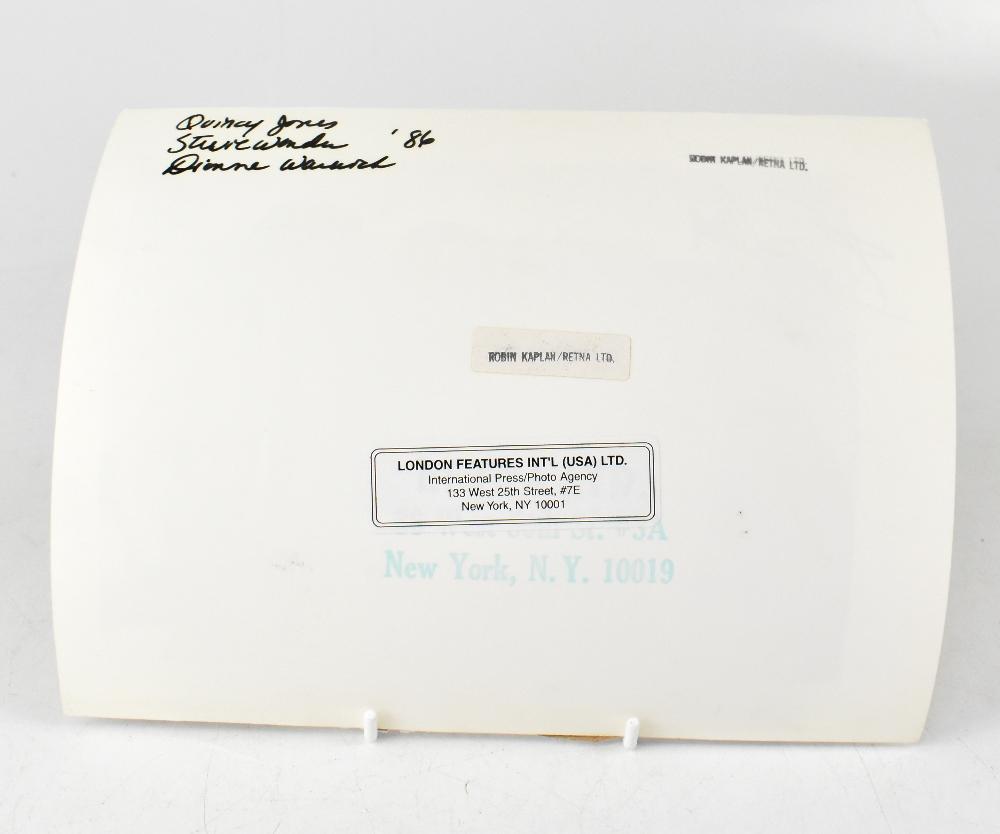 Quincy Jones
Stevie Wonder '86
Dionne Warwick
ROBIN KAPLAN/RETNA LTD.
ROBIN KAPLAN/RETNA LTD.
LONDON FEATURES INT'L (USA) LTD.
International Press/Photo Agency
133 West 25th Street, #7E
New York, NY 10001
New York, N.Y. 10019